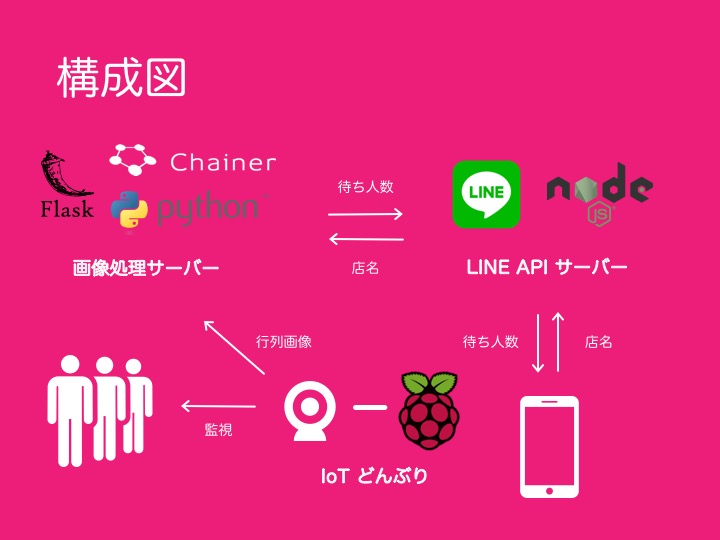 構成図
Chainer
Flask
python
画像処理サーバー
待ち人数
店名
LINE
node
JS
LINE API サーバー
行列画像
監視
IoT どんぶり
待ち人数
店名